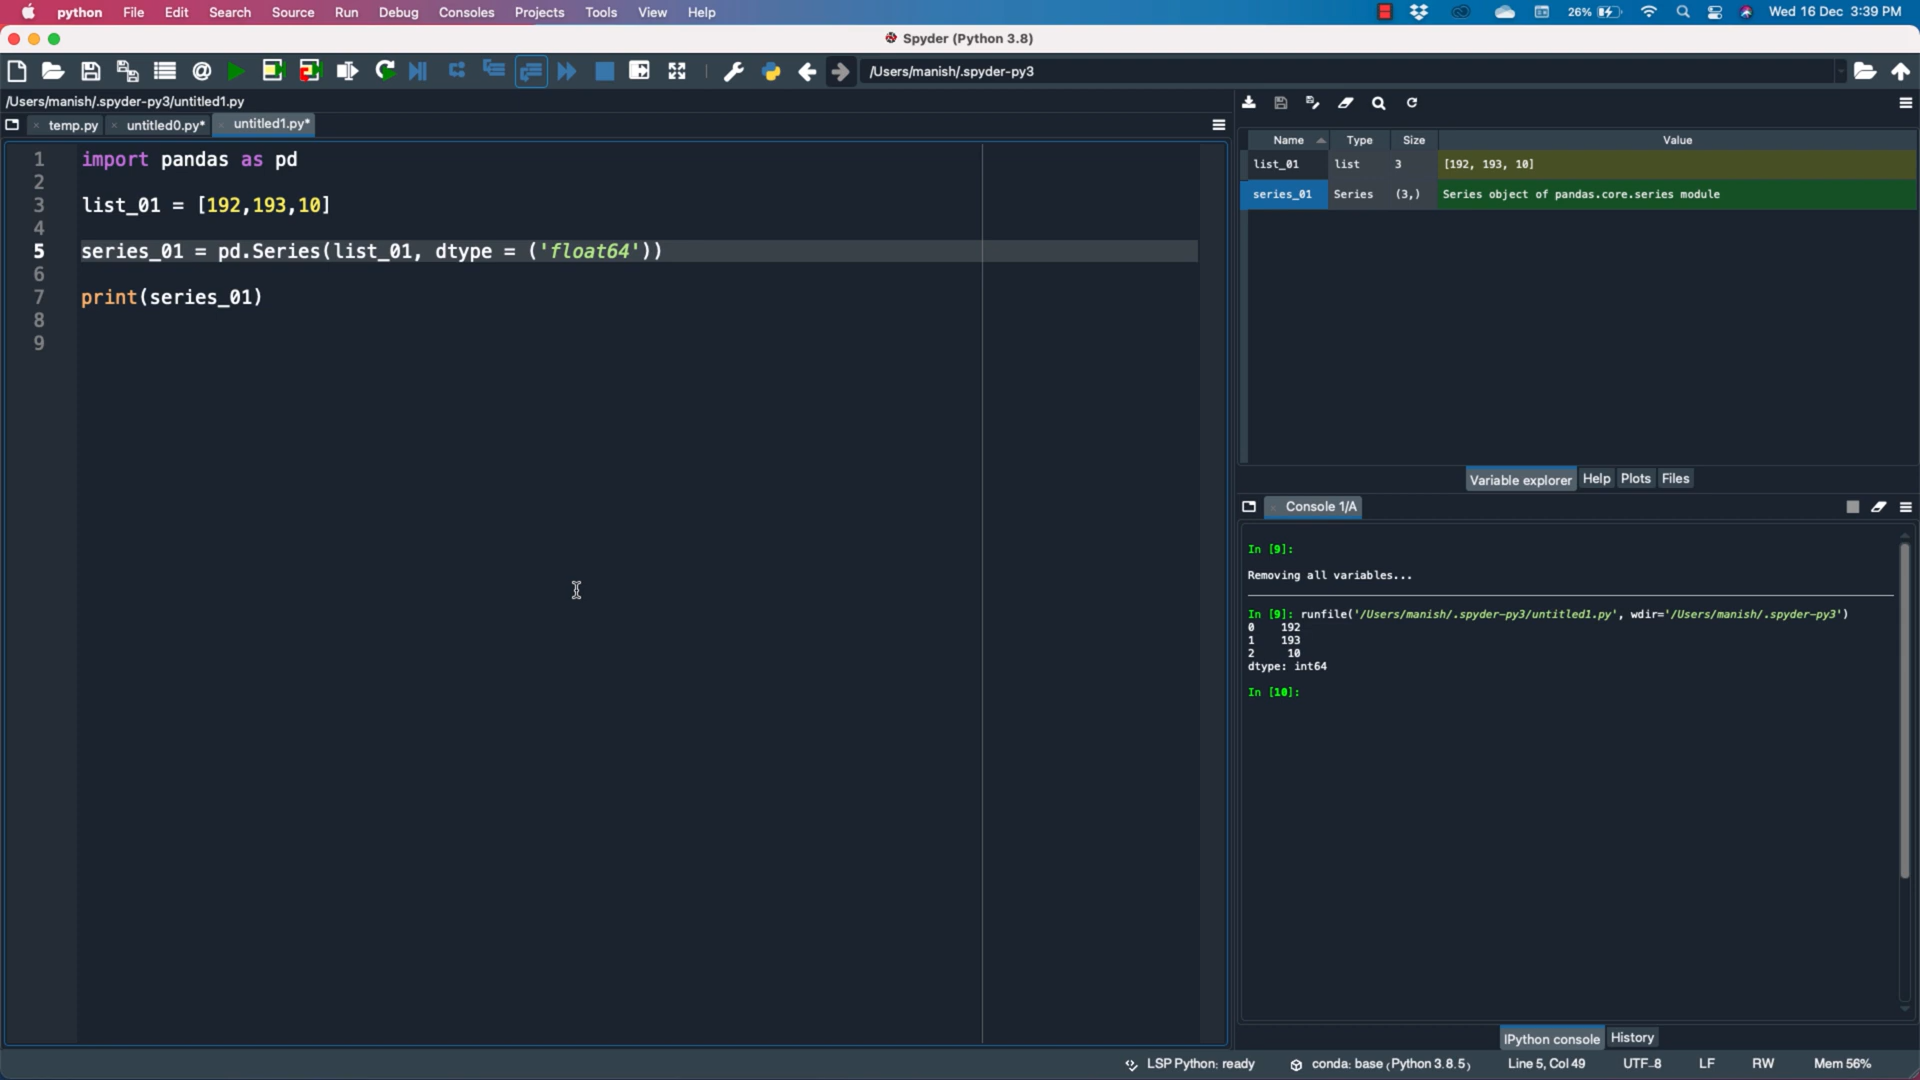 python File Edit Search Source Run Debug Consoles Projects Tools View Help 26% Wed 16 Dec 3:39 PM
Spyder (Python 3.8)
/Users/manish/.spyder-py3
/Users/manish/.spyder-py3/untitled1.py
temp.py untitled0.py* untitled1.py*
1 import pandas as pd
2
3 list_01 = [192,193,10]
4
5 series_01 = pd.Series(list_01, dtype = ('float64'))
6
7 print(series_01)
8
9
Name Type Size Value
list_01 list 3 [192, 193, 10]
series_01 Series (3,) Series object of pandas.core.series module
Variable explorer Help Plots Files
Console 1/A
In [9]:
Removing all variables...
In [9]: runfile('/Users/manish/.spyder-py3/untitled1.py', wdir='/Users/manish/.spyder-py3')
0 192
1 193
2 10
dtype: int64
In [10]:
IPython console History
LSP Python: ready conda: base (Python 3.8.5) Line 5, Col 49 UTF-8 LF RW Mem 56%